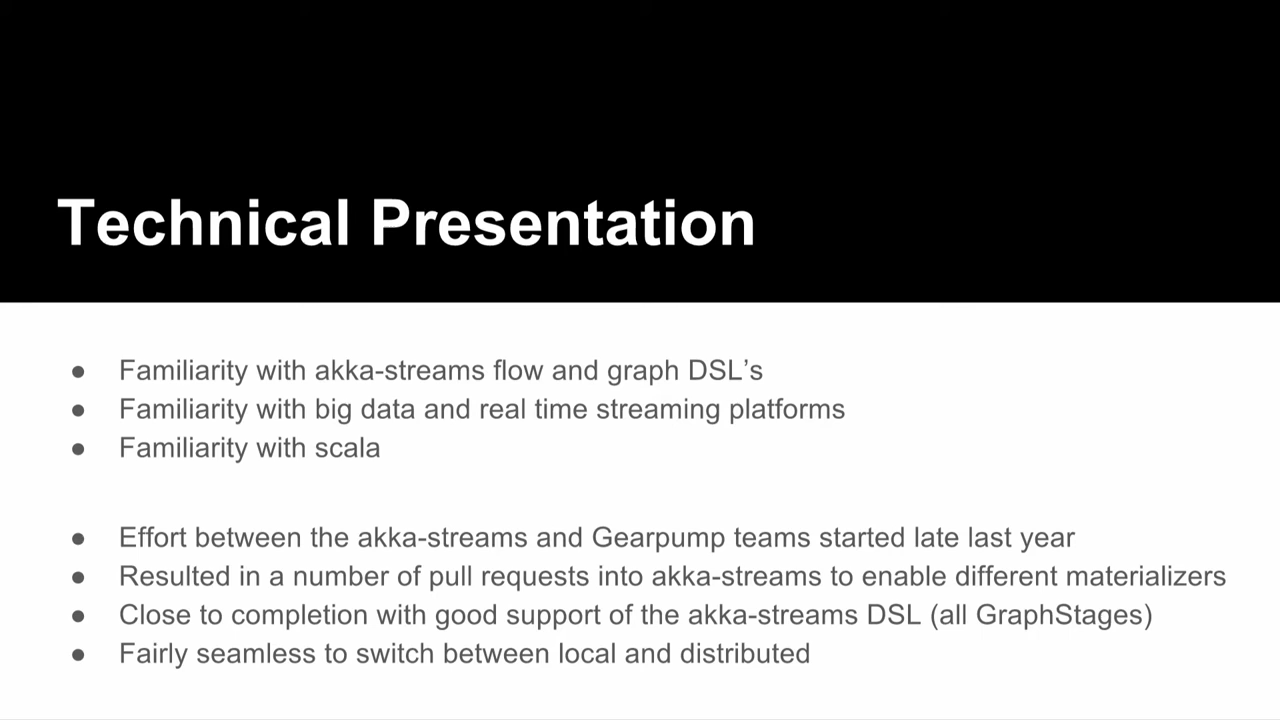 Technical Presentation
● Familiarity with akka-streams flow and graph DSL’s
● Familiarity with big data and real time streaming platforms
● Familiarity with scala
● Effort between the akka-streams and Gearpump teams started late last year
● Resulted in a number of pull requests into akka-streams to enable different materializers
● Close to completion with good support of the akka-streams DSL (all GraphStages)
● Fairly seamless to switch between local and distributed